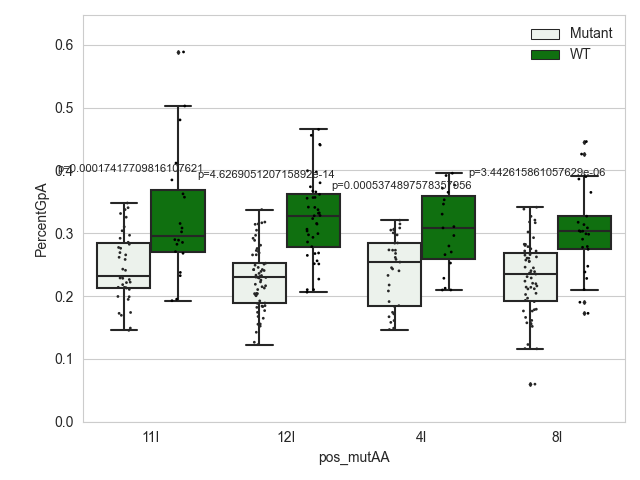 Mutant
WT
0.6
0.5
0.4
0.3
0.2
0.1
0.0
PercentGpA
p=0.00017417709816107621
p=4.6269051207158922e-14
p=0.0005374897578357956
p=3.442615861057629e-06
11I
12I
4I
8I
pos_mutAA